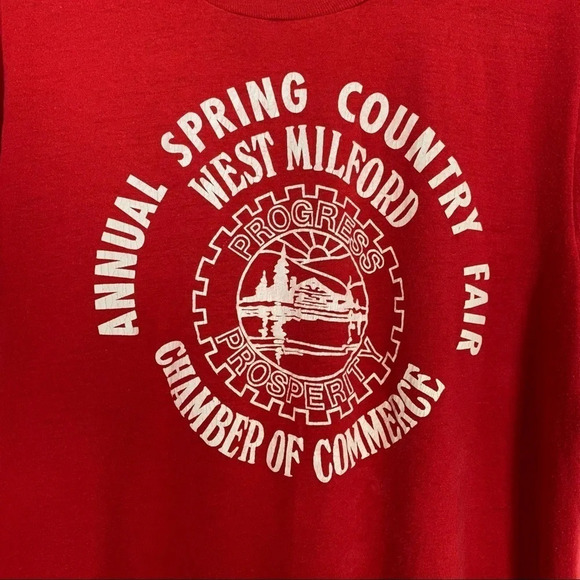 ANNUAL SPRING COUNTRY FAIR
WEST MILFORD
PROGRESS
PROSPERITY
CHAMBER OF COMMERCE